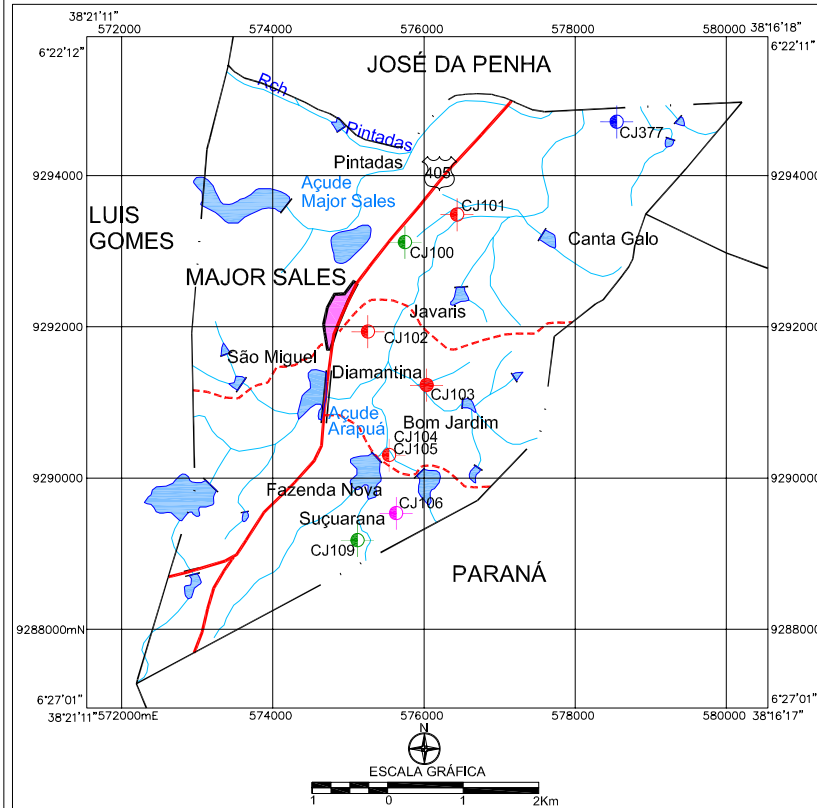 38°21'11"
38°16'18"
572000
574000
576000
578000
580000
6°22'12"
6°22'11"
JOSÉ DA PENHA
Rch
Pintadas
CJ377
Pintadas
405
9294000
9294000
Açude
Major Sales
CJ101
LUIS
GOMES
CJ100
Canta Galo
MAJOR SALES
Javaris
9292000
9292000
CJ102
São Miguel
Diamantina
CJ103
Açude
Arapuá
Bom Jardim
CJ104
CJ105
9290000
9290000
Fazenda Nova
CJ106
Suçuarana
CJ109
PARANÁ
9288000mN
9288000
6°27'01"
6°27'01"
38°21'11"
572000mE
574000
576000
578000
580000
38°16'17"
N
ESCALA GRÁFICA
1
0
1
2Km